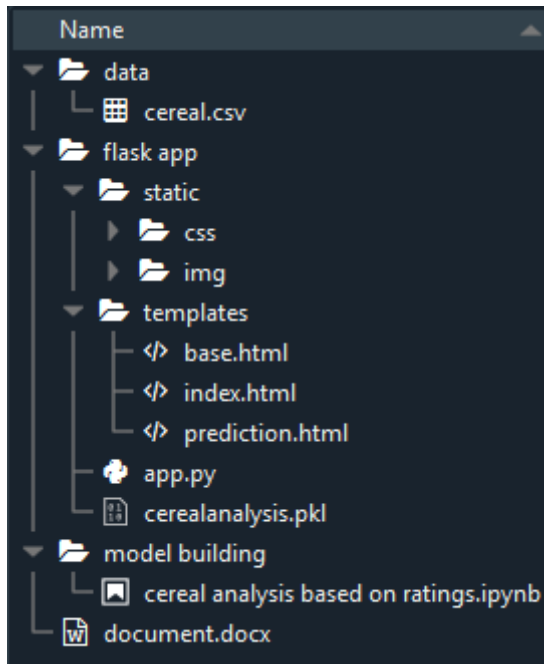 Name
data
cereal.csv
flask app
static
css
img
templates
base.html
index.html
prediction.html
app.py
cerealanalysis.pkl
model building
cereal analysis based on ratings.ipynb
document.docx